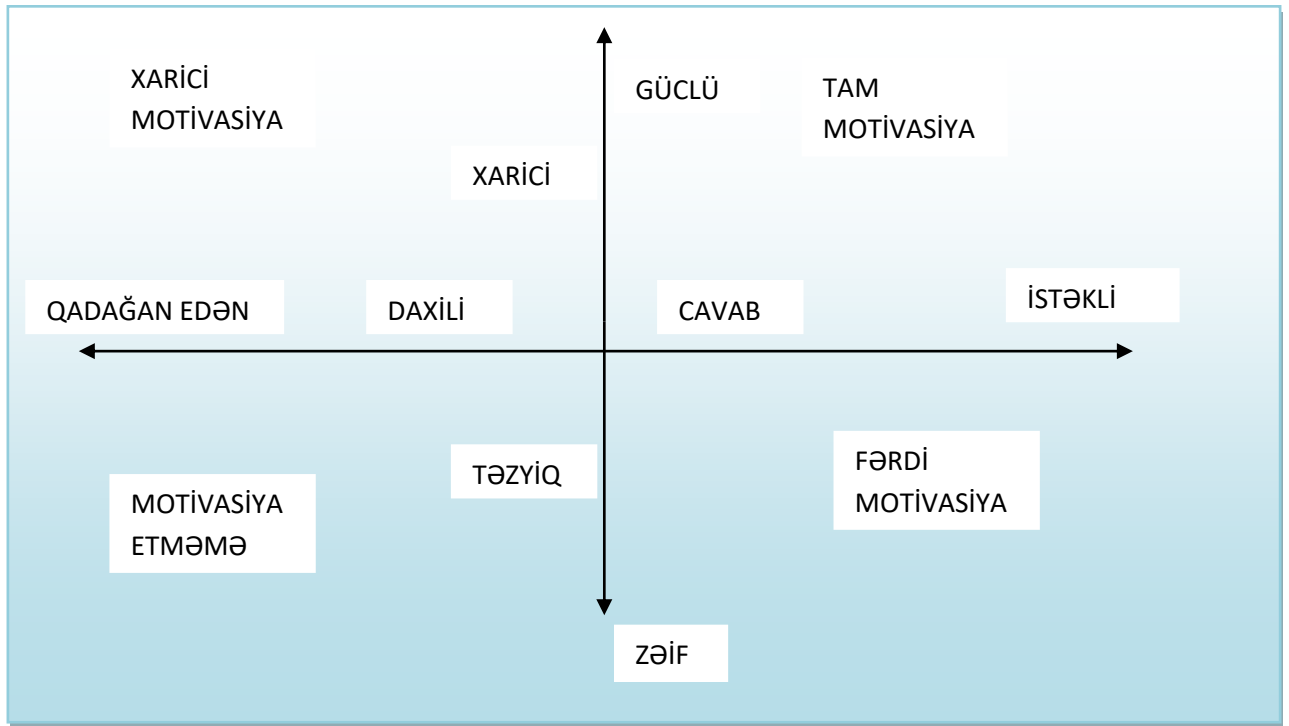 XARİCİ
MOTİVASİYA
GÜCLÜ
TAM
MOTİVASİYA
XARİCİ
QADAĞAN EDƏN
DAXİLİ
CAVAB
İSTƏKLİ
TƏZYİQ
FƏRDİ
MOTİVASİYA
MOTİVASİYA
ETMƏMƏ
ZƏİF